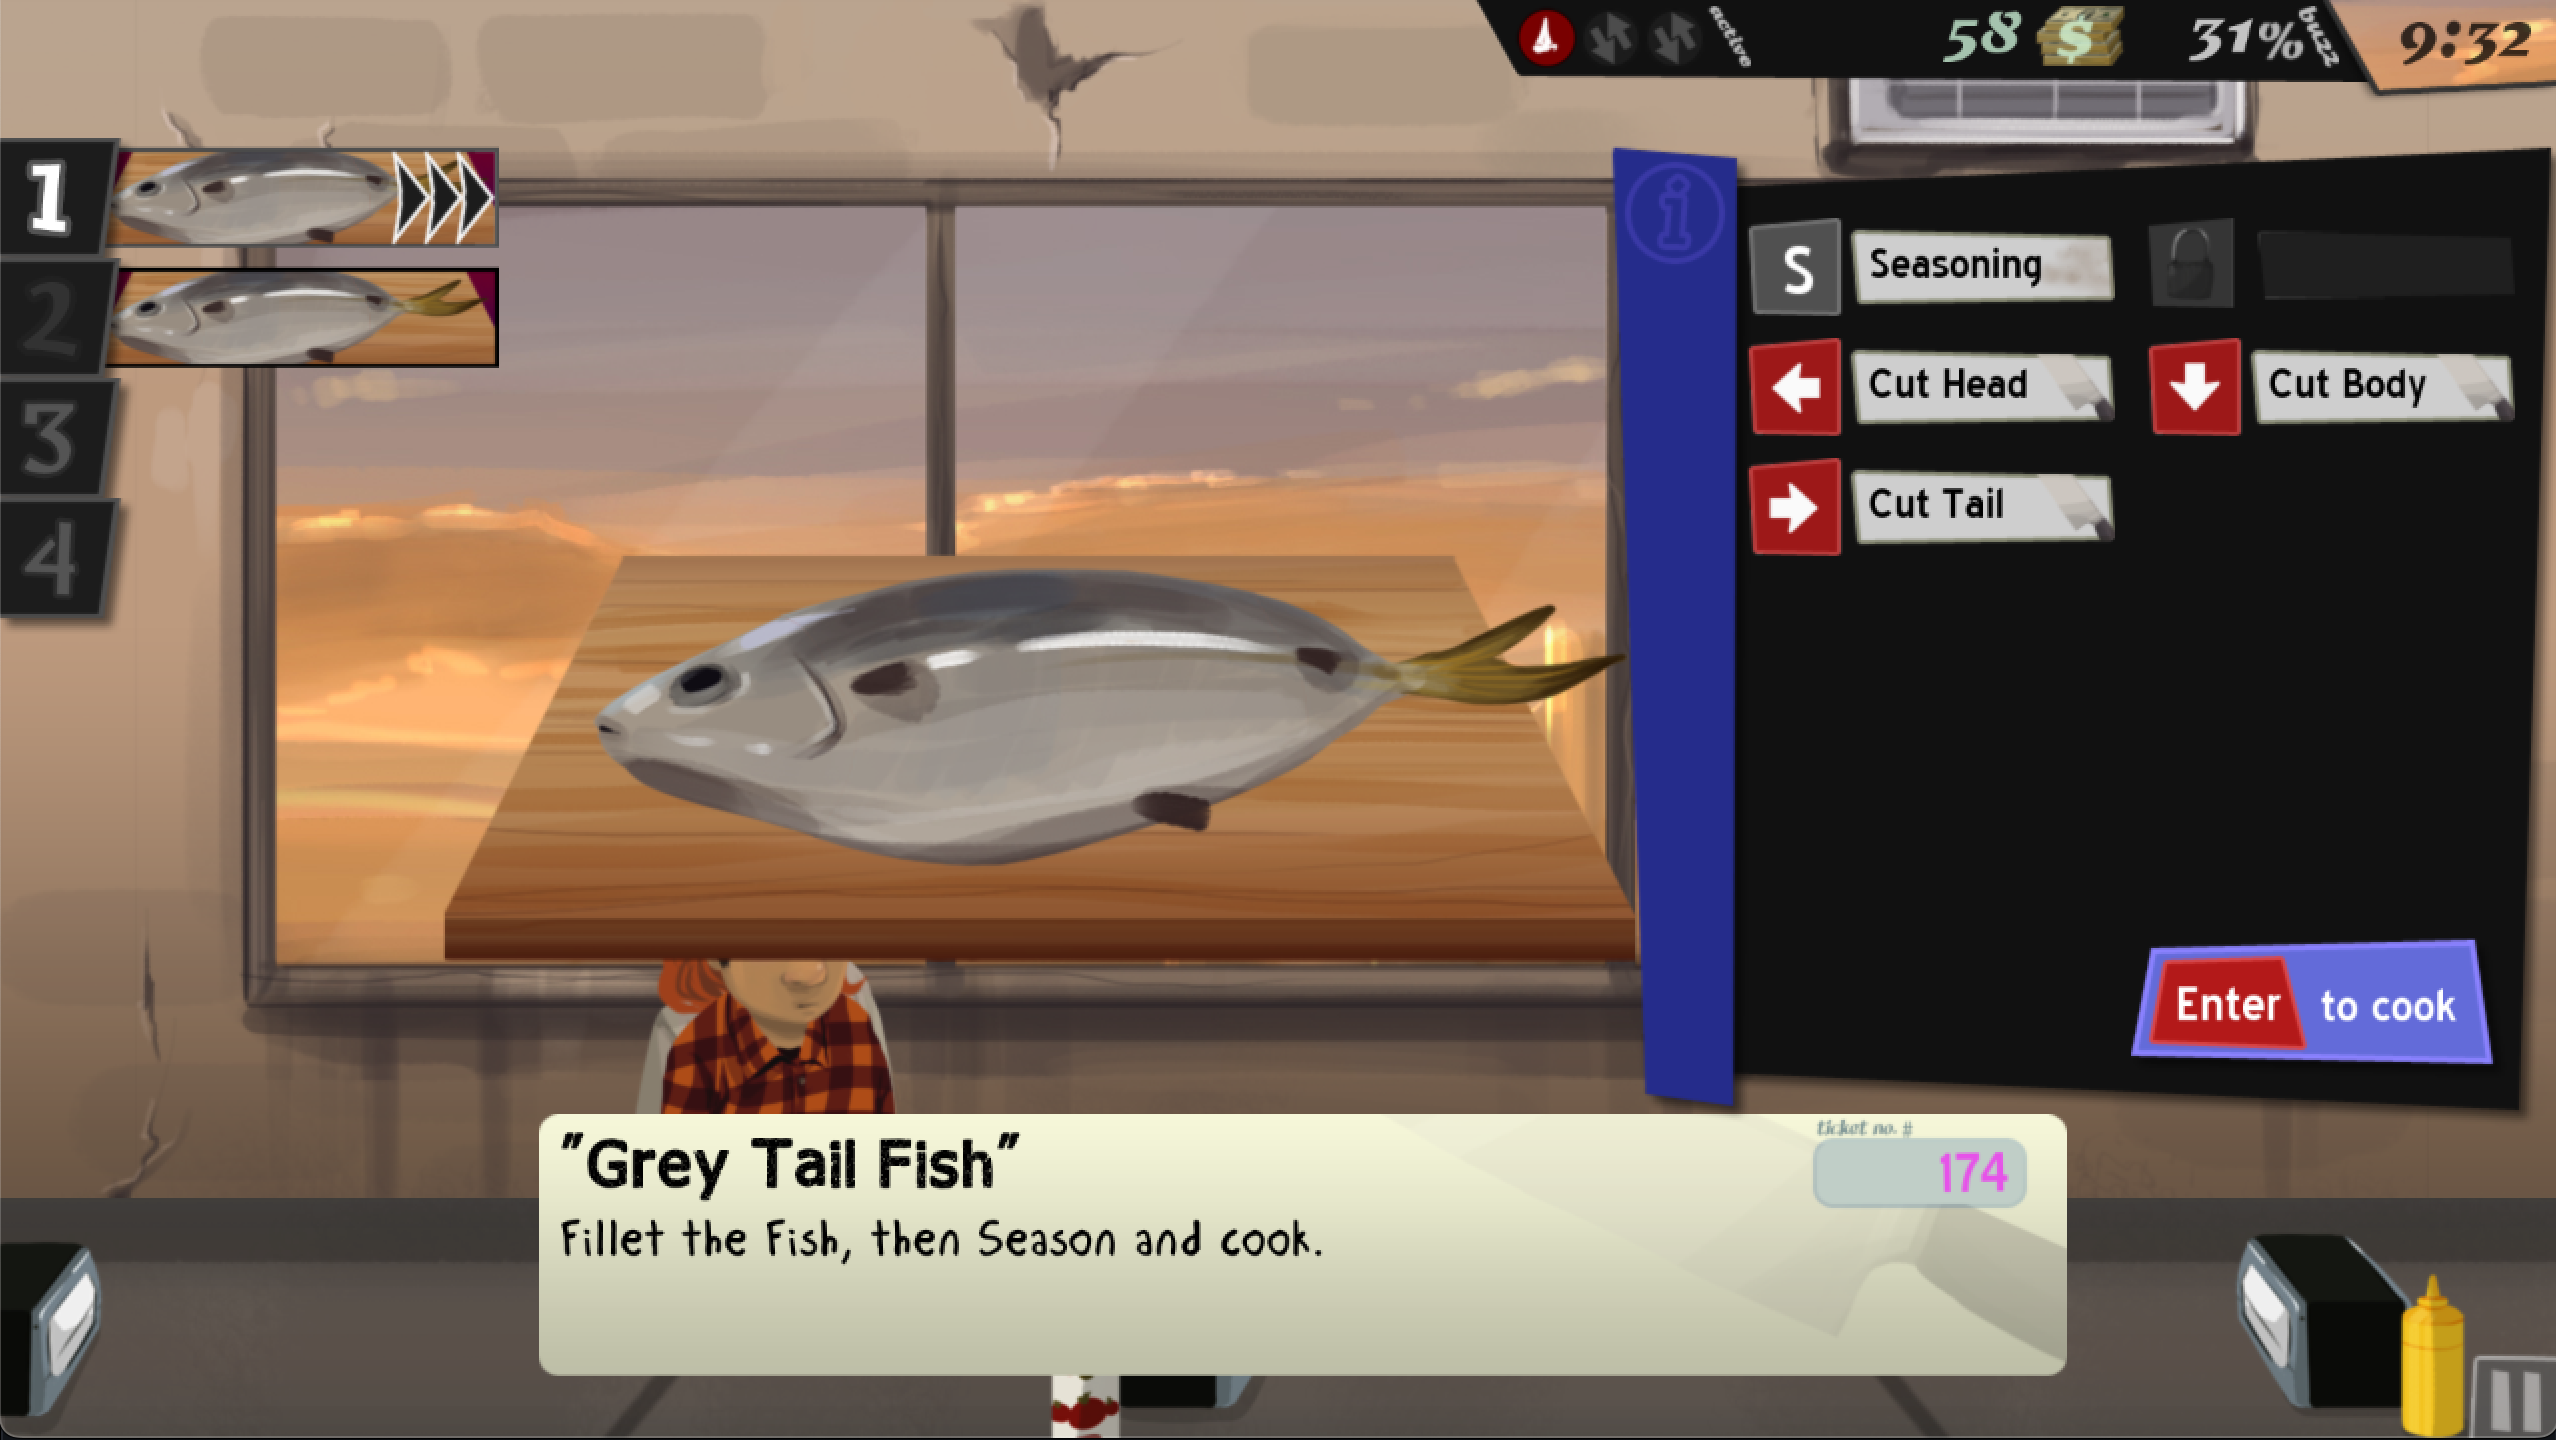 active
58
$
31%
buzz
9:32
1
2
3
4
i
S
Seasoning
Cut Head
Cut Body
Cut Tail
Enter to cook
"Grey Tail Fish"
ticket no. #
174
Fillet the Fish, then Season and cook.